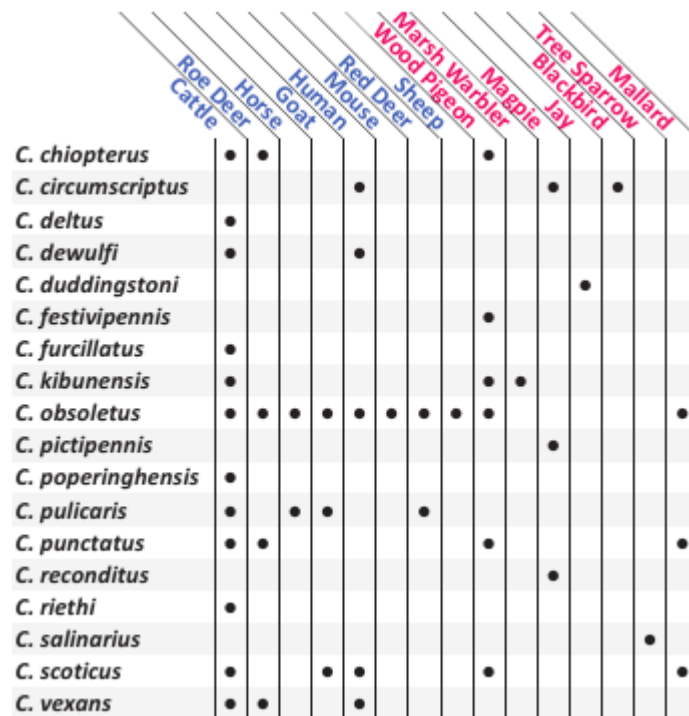 Cattle
Roe Deer
Horse
Goat
Human
Mouse
Red Deer
Sheep
Wood Pigeon
Marsh Warbler
Magpie
Jay
Blackbird
Tree Sparrow
Mallard
C. chiopterus
C. circumscriptus
C. deltus
C. dewulfi
C. duddingstoni
C. festivipennis
C. furcillatus
C. kibunensis
C. obsoletus
C. pictipennis
C. poperinghensis
C. pulicaris
C. punctatus
C. reconditus
C. riethi
C. salinarius
C. scoticus
C. vexans